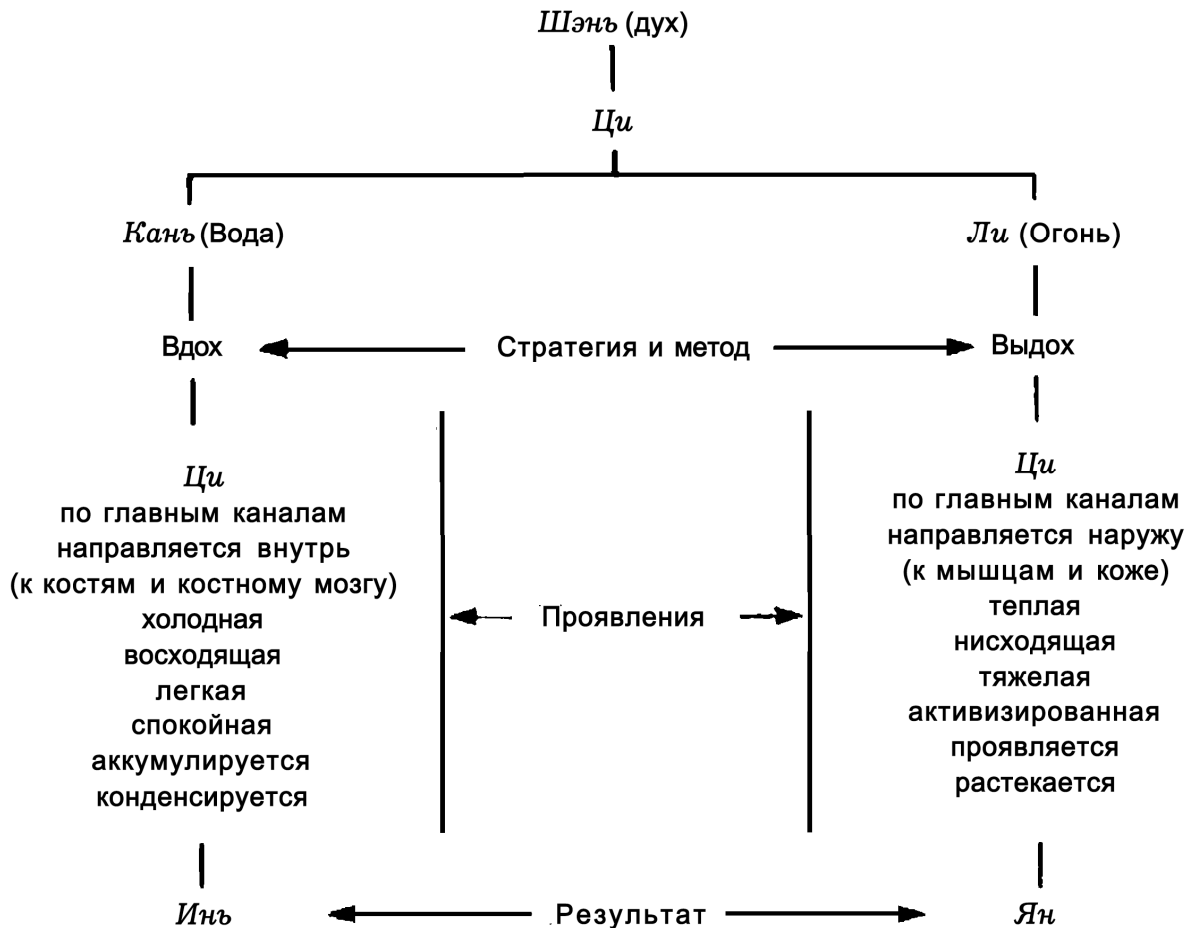 Шэнь (дух)
Ци
Кань (Вода)
Ли (Огонь)
Вдох
Стратегия и метод
Выдох
Ци
по главным каналам
направляется внутрь
(к костям и костному мозгу)
холодная
восходящая
легкая
спокойная
аккумулируется
конденсируется
Проявления
Ци
по главным каналам
направляется наружу
(к мышцам и коже)
теплая
нисходящая
тяжелая
активизированная
проявляется
растекается
Инь
Результат
Ян